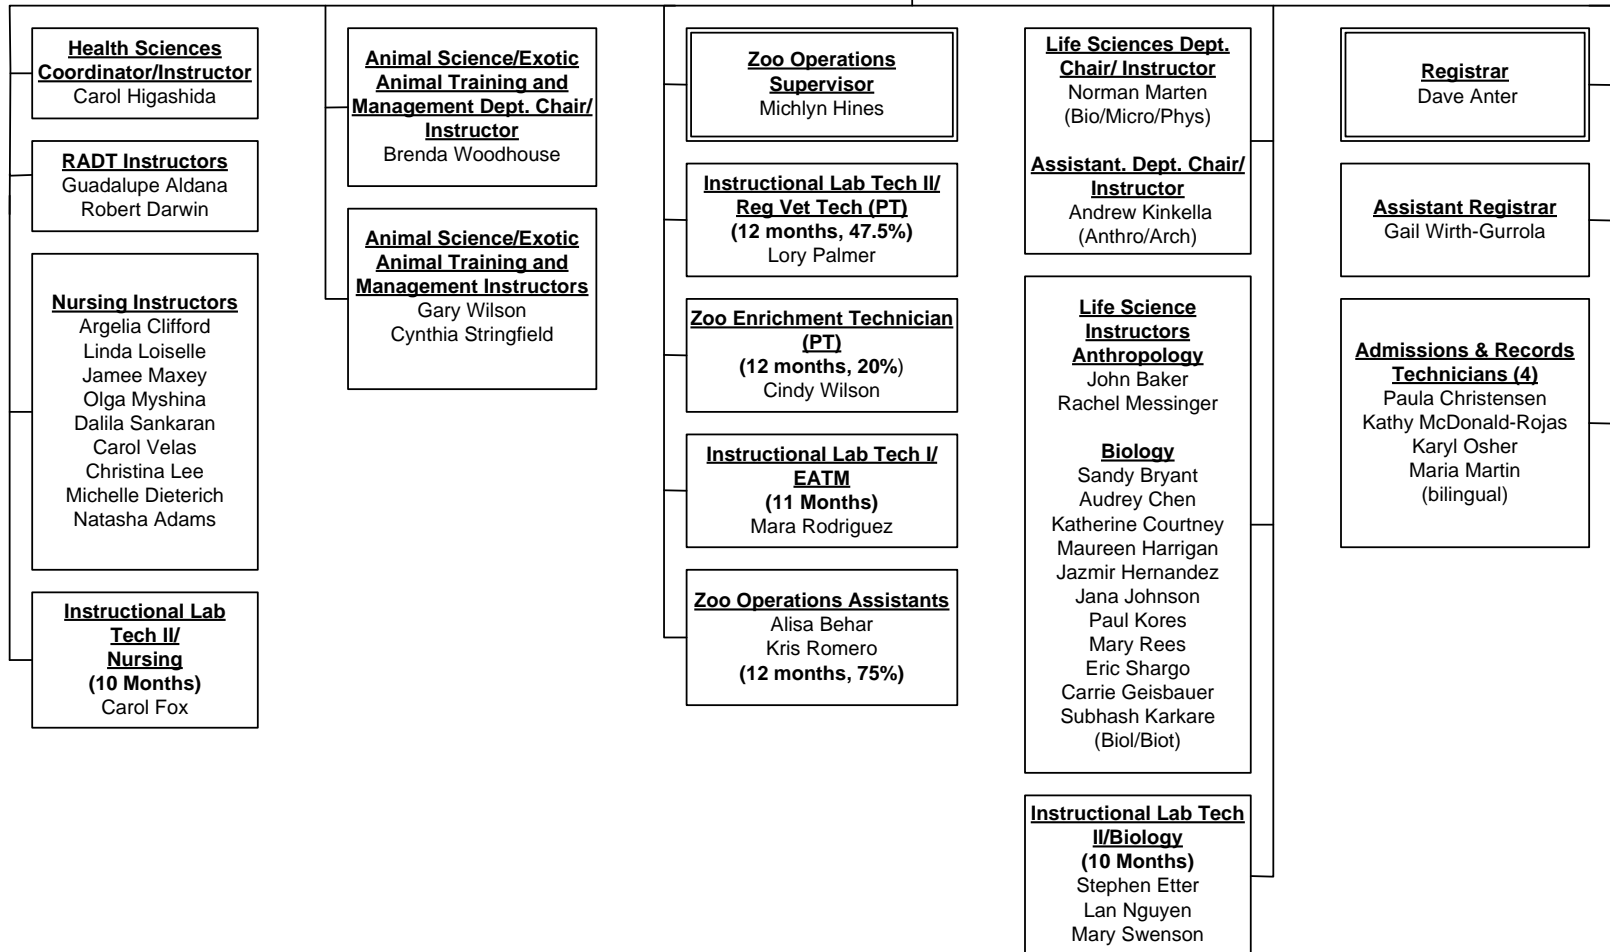 Health Sciences
Coordinator/Instructor
Carol Higashida
RADT Instructors
Guadalupe Aldana
Robert Darwin
Nursing Instructors
Argelia Clifford
Linda Loiselle
Jamee Maxey
Olga Myshina
Dalila Sankaran
Carol Velas
Christina Lee
Michelle Dieterich
Natasha Adams
Instructional Lab
Tech II/
Nursing
(10 Months)
Carol Fox
Animal Science/Exotic
Animal Training and
Management Dept. Chair/
Instructor
Brenda Woodhouse
Animal Science/Exotic
Animal Training and
Management Instructors
Gary Wilson
Cynthia Stringfield
Zoo Operations
Supervisor
Michlyn Hines
Instructional Lab Tech II/
Reg Vet Tech (PT)
(12 months, 47.5%)
Lory Palmer
Zoo Enrichment Technician
(PT)
(12 months, 20%)
Cindy Wilson
Instructional Lab Tech I/
EATM
(11 Months)
Mara Rodriguez
Zoo Operations Assistants
Alisa Behar
Kris Romero
(12 months, 75%)
Life Sciences Dept.
Chair/ Instructor
Norman Marten
(Bio/Micro/Phys)
Assistant. Dept. Chair/
Instructor
Andrew Kinkella
(Anthro/Arch)
Life Science
Instructors
Anthropology
John Baker
Rachel Messinger
Biology
Sandy Bryant
Audrey Chen
Katherine Courtney
Maureen Harrigan
Jazmir Hernandez
Jana Johnson
Paul Kores
Mary Rees
Eric Shargo
Carrie Geisbauer
Subhash Karkare
(Biol/Biot)
Instructional Lab Tech
II/Biology
(10 Months)
Stephen Etter
Lan Nguyen
Mary Swenson
Registrar
Dave Anter
Assistant Registrar
Gail Wirth-Gurrola
Admissions & Records
Technicians (4)
Paula Christensen
Kathy McDonald-Rojas
Karyl Osher
Maria Martin
(bilingual)